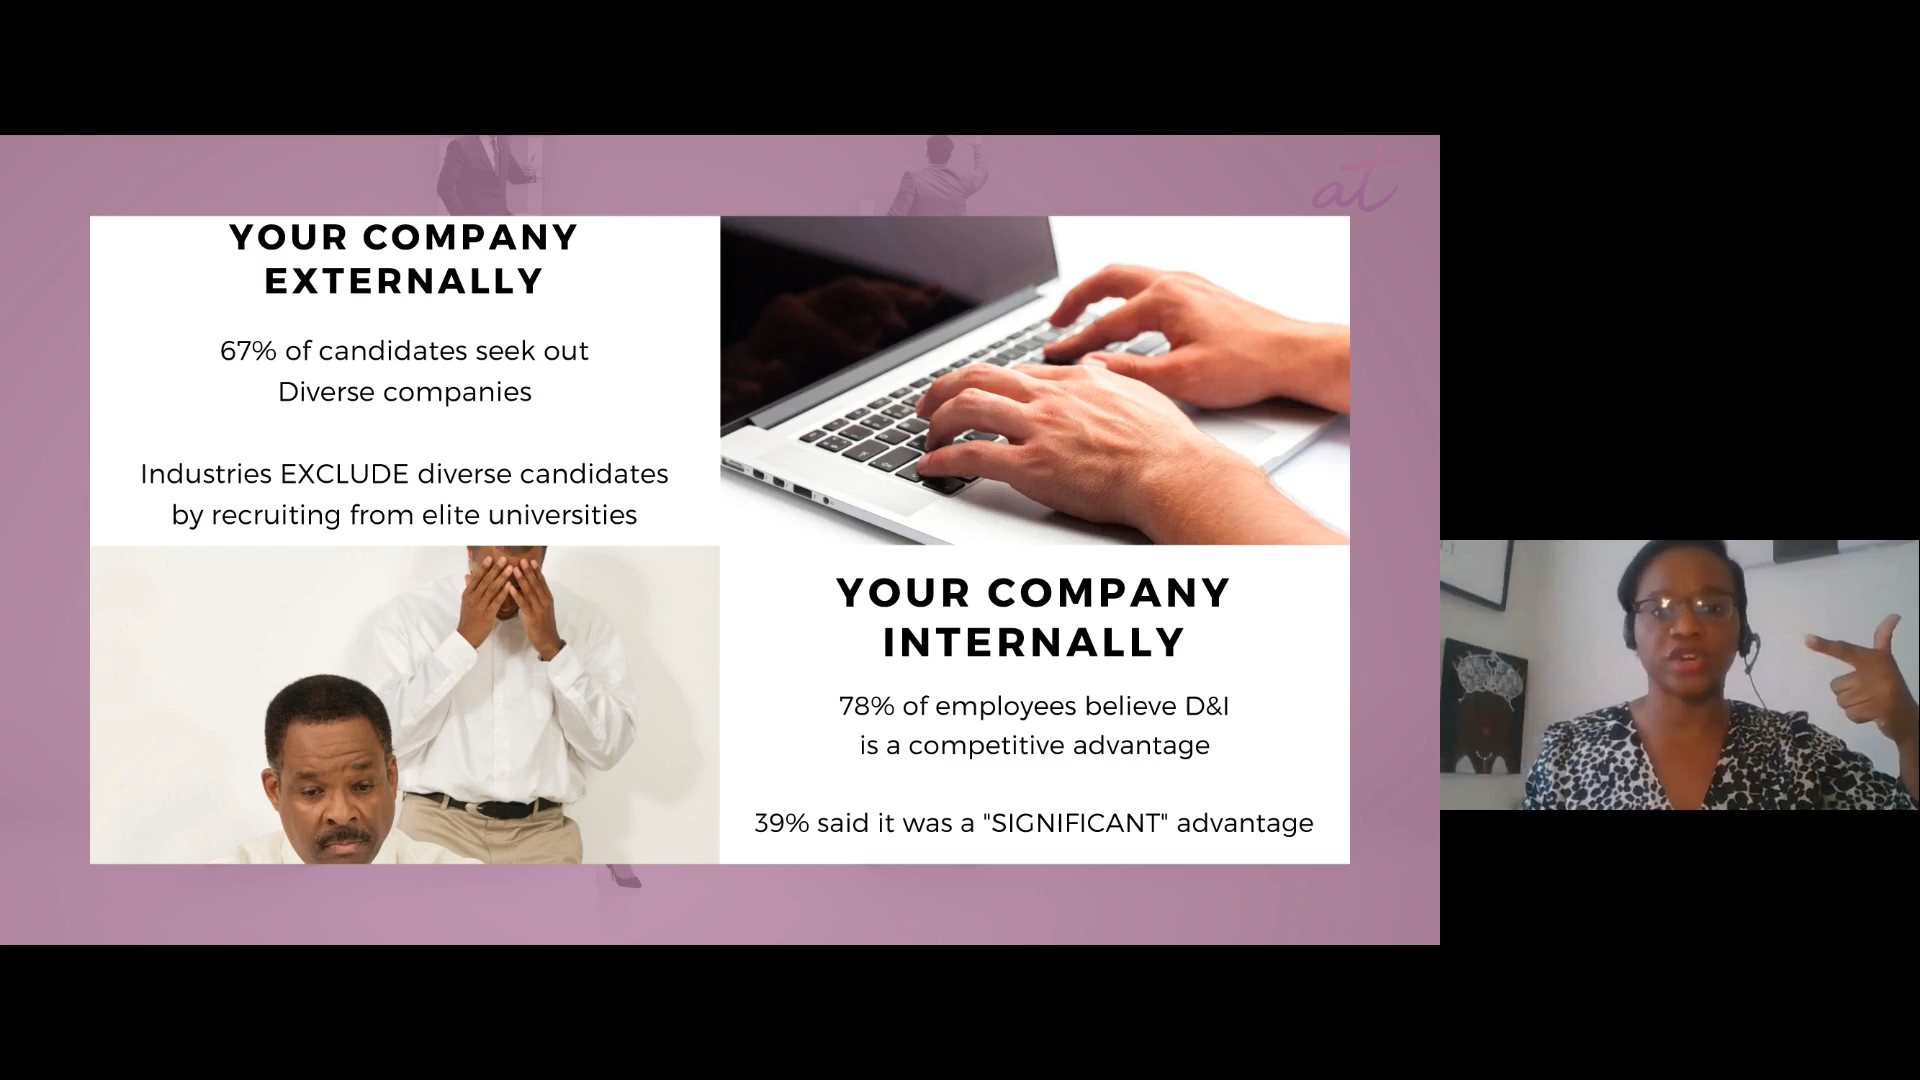 at
YOUR COMPANY
EXTERNALLY
67% of candidates seek out
Diverse companies
Industries EXCLUDE diverse candidates
by recruiting from elite universities
YOUR COMPANY
INTERNALLY
78% of employees believe D&I
is a competitive advantage
39% said it was a "SIGNIFICANT" advantage